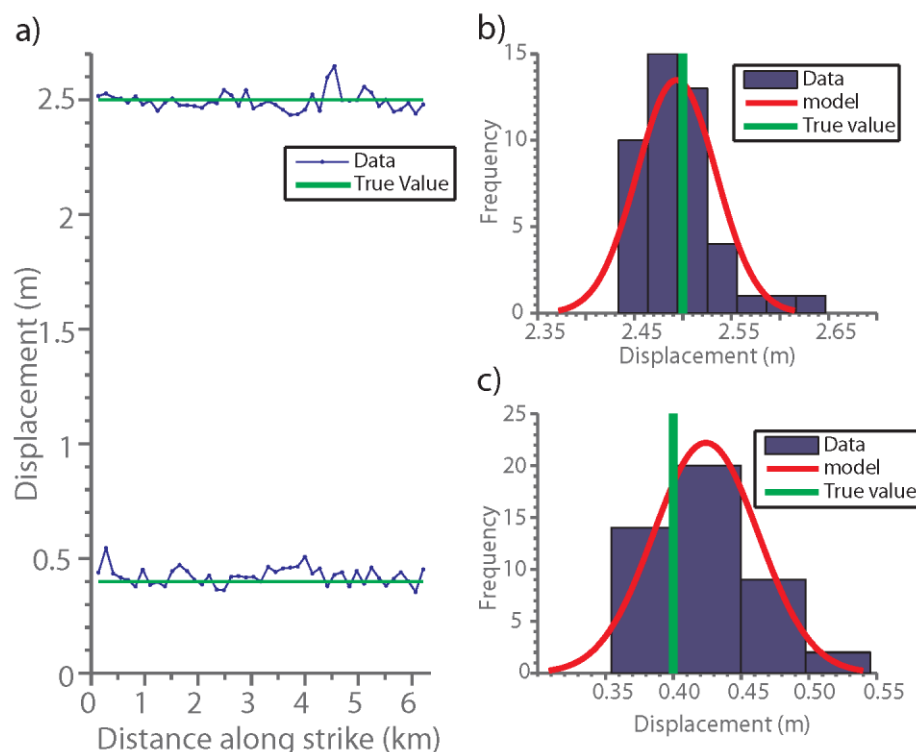 a)
Displacement (m)
2.5
2
1.5
1
0.5
0
0 1 2 3 4 5 6
Distance along strike (km)
Data
True Value
b)
Frequency
15
10
5
0
2.35 2.45 2.55 2.65
Displacement (m)
Data
model
True value
c)
Frequency
25
20
15
10
5
0
0.35 0.40 0.45 0.50 0.55
Displacement (m)
Data
model
True value